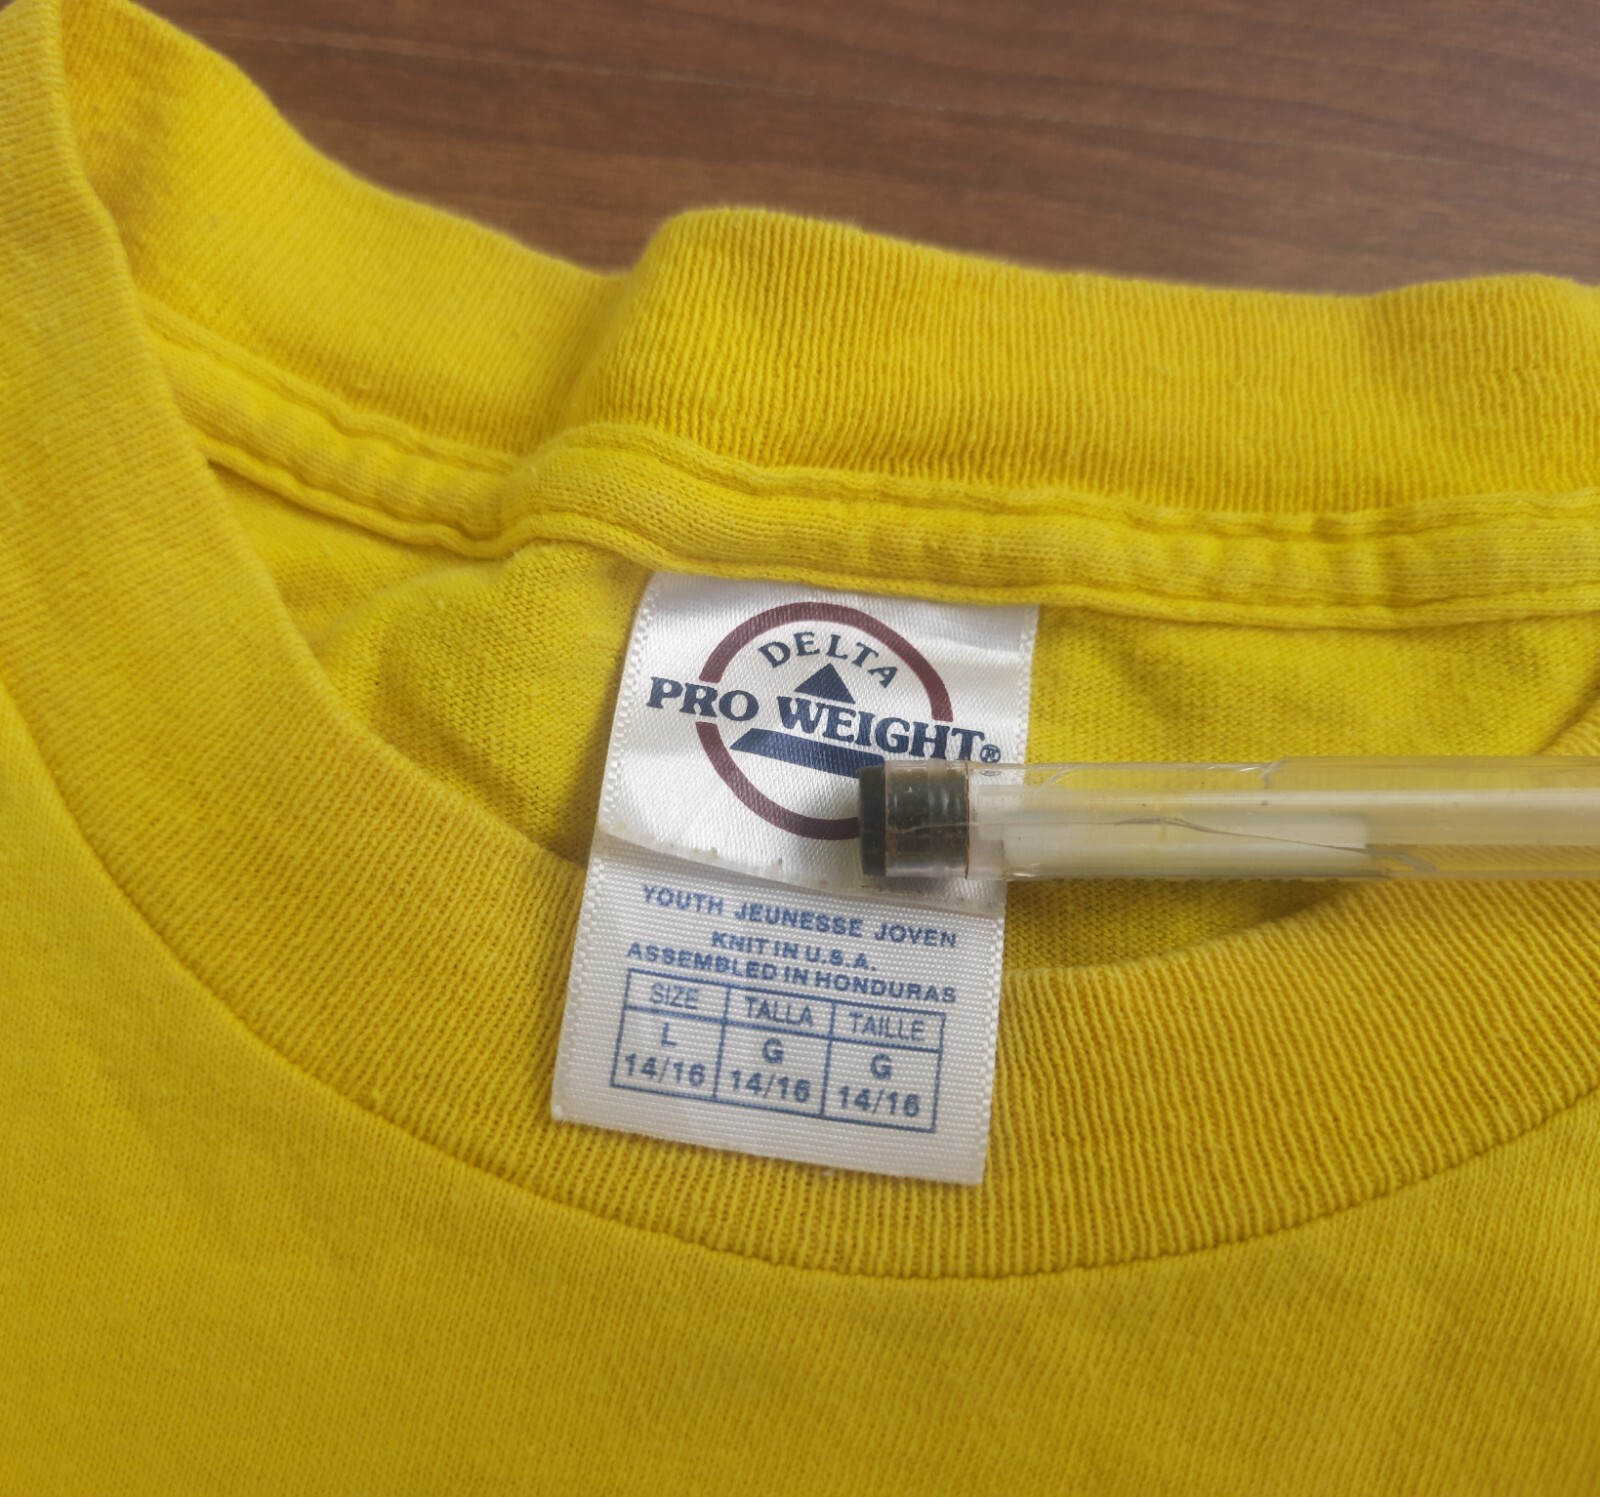 DELTA
PRO WEIGHT®
YOUTH JEUNESSE JOVEN
KNIT IN U.S.A.
ASSEMBLED IN HONDURAS
SIZE TALLA TAILLE
L G G
14/16 14/16 14/16